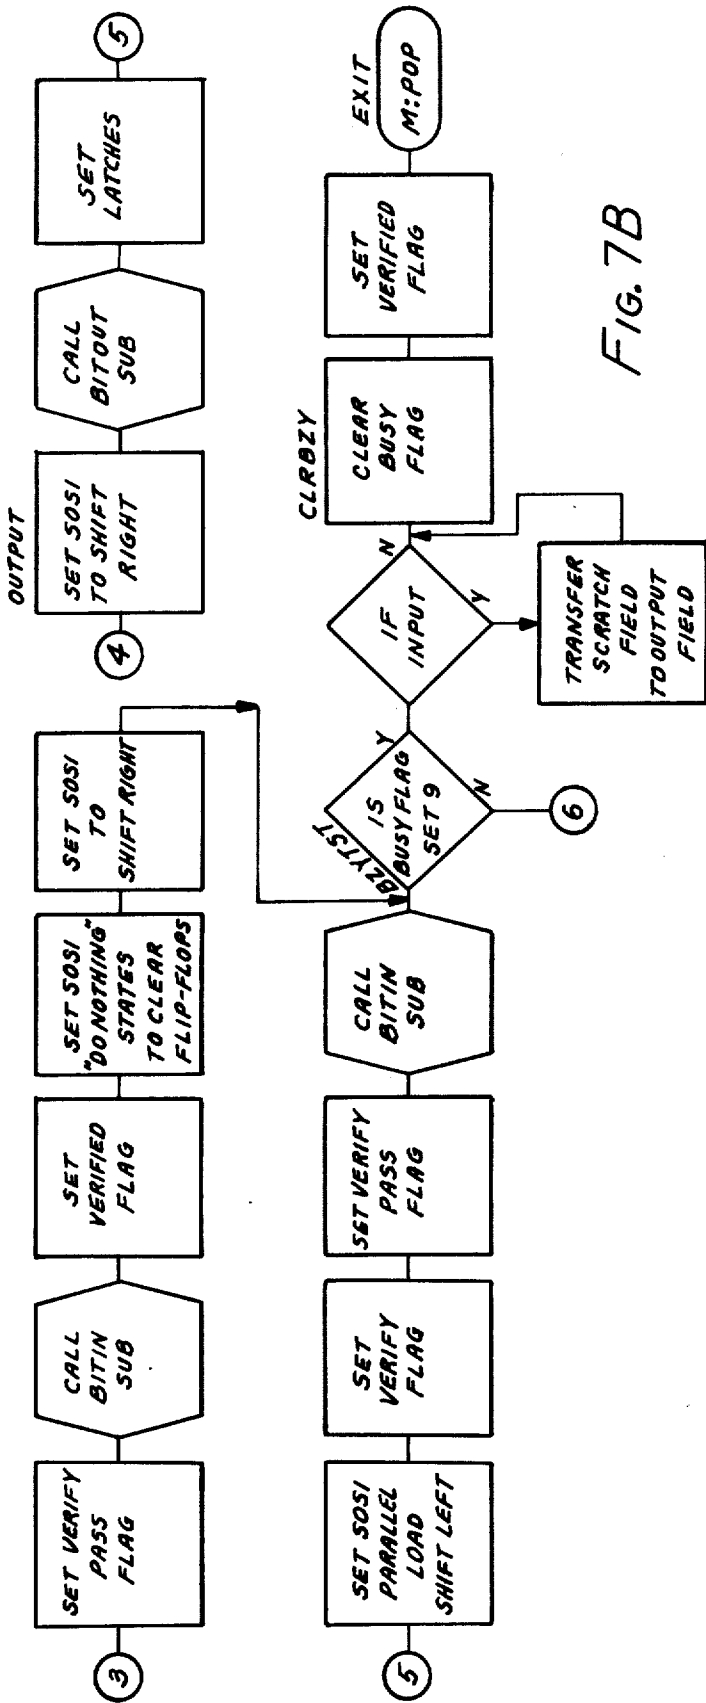 3
SET VERIFY
PASS
FLAG
CALL
BITIN
SUB
SET
VERIFIED
FLAG
SET SOSI
"DO NOTHING"
STATES
TO CLEAR
FLIP-FLOPS
SET SOSI
TO
SHIFT RIGHT
OUTPUT
4
SET SOSI
TO SHIFT
RIGHT
CALL
BITOUT
SUB
SET
LATCHES
5
5
SET SOSI
PARALLEL
LOAD
SHIFT LEFT
SET
VERIFY
FLAG
SET VERIFY
PASS
FLAG
CALL
BITIN
SUB
BZYTST
IS
BUSY FLAG
SET 9
Y
N
6
IF
INPUT
N
Y
TRANSFER
SCRATCH
FIELD
TO OUTPUT
FIELD
CLRBZY
CLEAR
BUSY
FLAG
SET
VERIFIED
FLAG
EXIT
M:POP
FIG. 7B